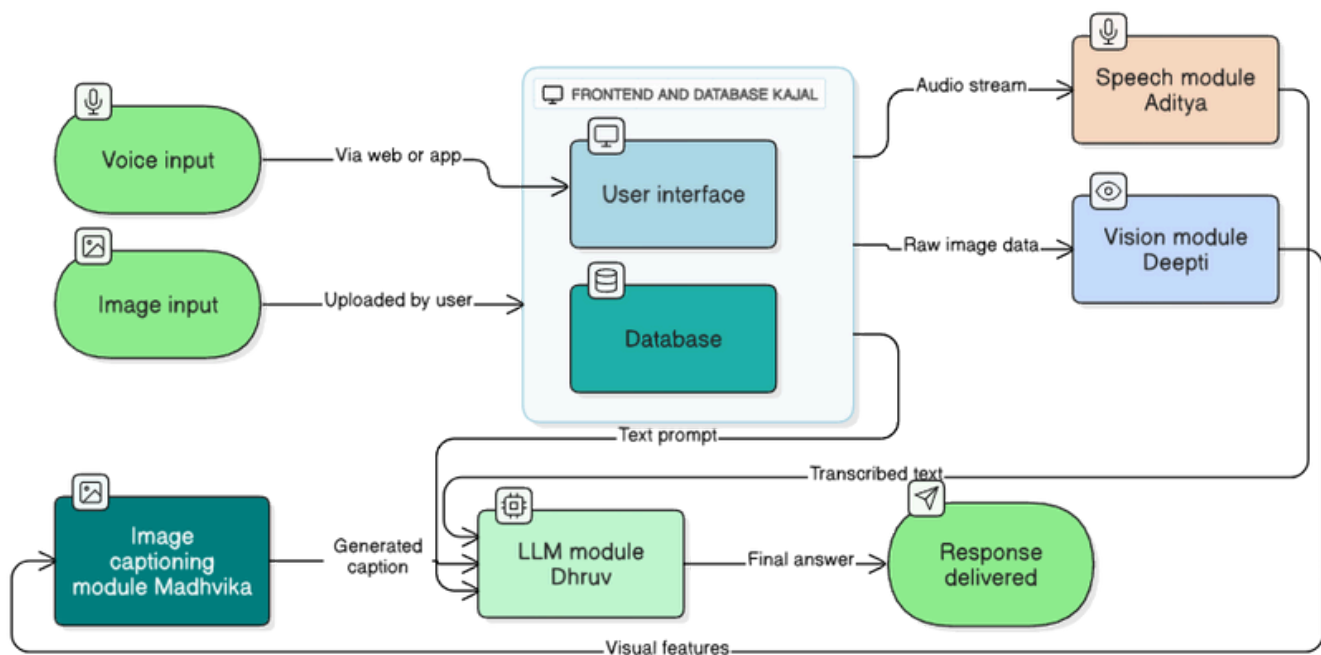 Voice input
Via web or app
Image input
Uploaded by user
FRONTEND AND DATABASE KAJAL
User interface
Database
Audio stream
Speech module
Aditya
Raw image data
Vision module
Deepti
Text prompt
Transcribed text
Image
captioning
module Madhvika
Generated
caption
LLM module
Dhruv
Final answer
Response
delivered
Visual features